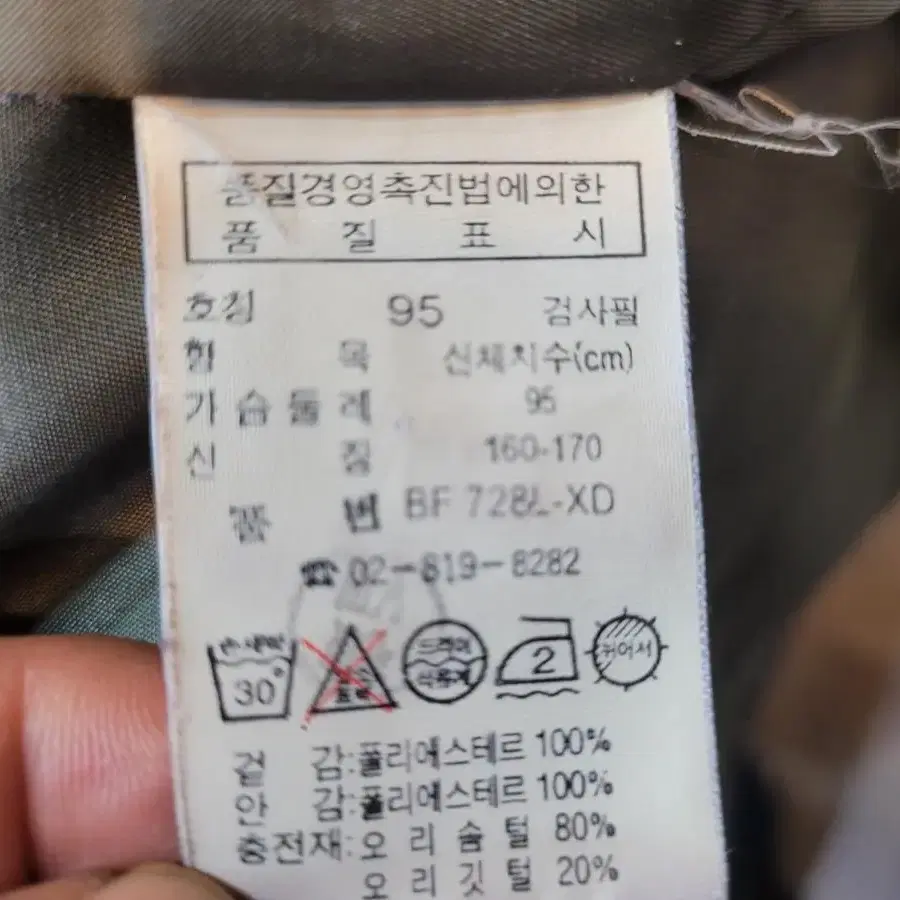 품질경영촉진법에의한
품 질 표 시
호칭 95 검사필
항 목 신체치수(cm)
가슴둘레 95
신 장 160-170
품 번 BF 728L-XD
☎ 02-819-8282
손세탁 30°
염소표백
드라이 석유계
2
뉘어서
겉 감:폴리에스테르 100%
안 감:폴리에스테르 100%
충전재:오리솜털 80%
오리깃털 20%